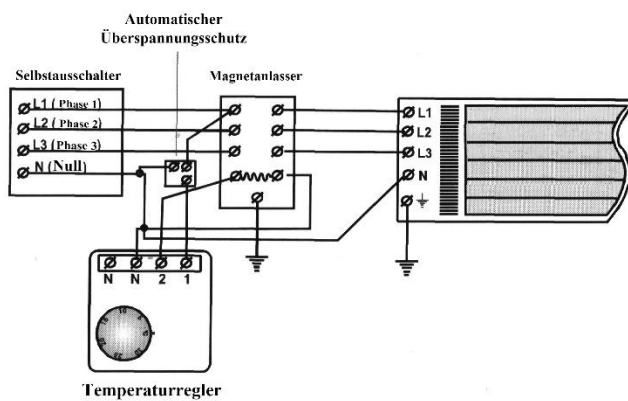 Automatischer
Überspannungsschutz
Selbstausschalter
Magnetanlasser
L1 ( Phase 1)
L2 ( Phase 2)
L3 ( Phase 3)
N (Null)
L1
L2
L3
N
N N 2 1
Temperaturregler